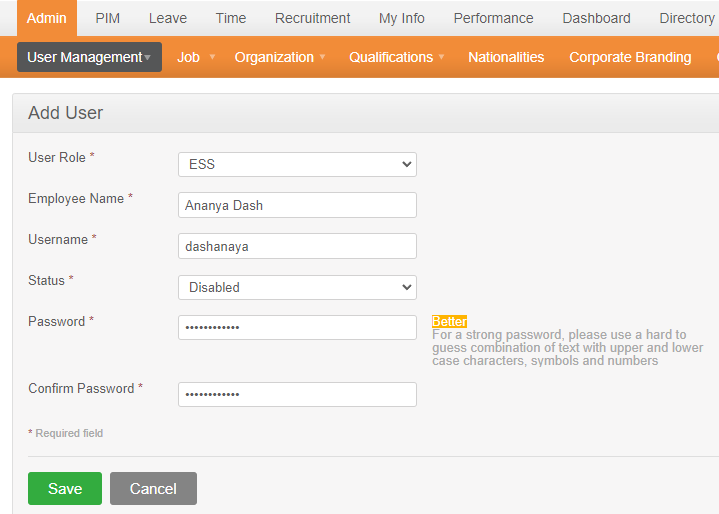 Admin PIM Leave Time Recruitment My Info Performance Dashboard Directory
User Management Job Organization Qualifications Nationalities Corporate Branding
Add User
User Role * ESS
Employee Name * Ananya Dash
Username * dashanaya
Status * Disabled
Password * •••••••••••• Better
For a strong password, please use a hard to
guess combination of text with upper and lower
case characters, symbols and numbers
Confirm Password * ••••••••••••
* Required field
Save Cancel